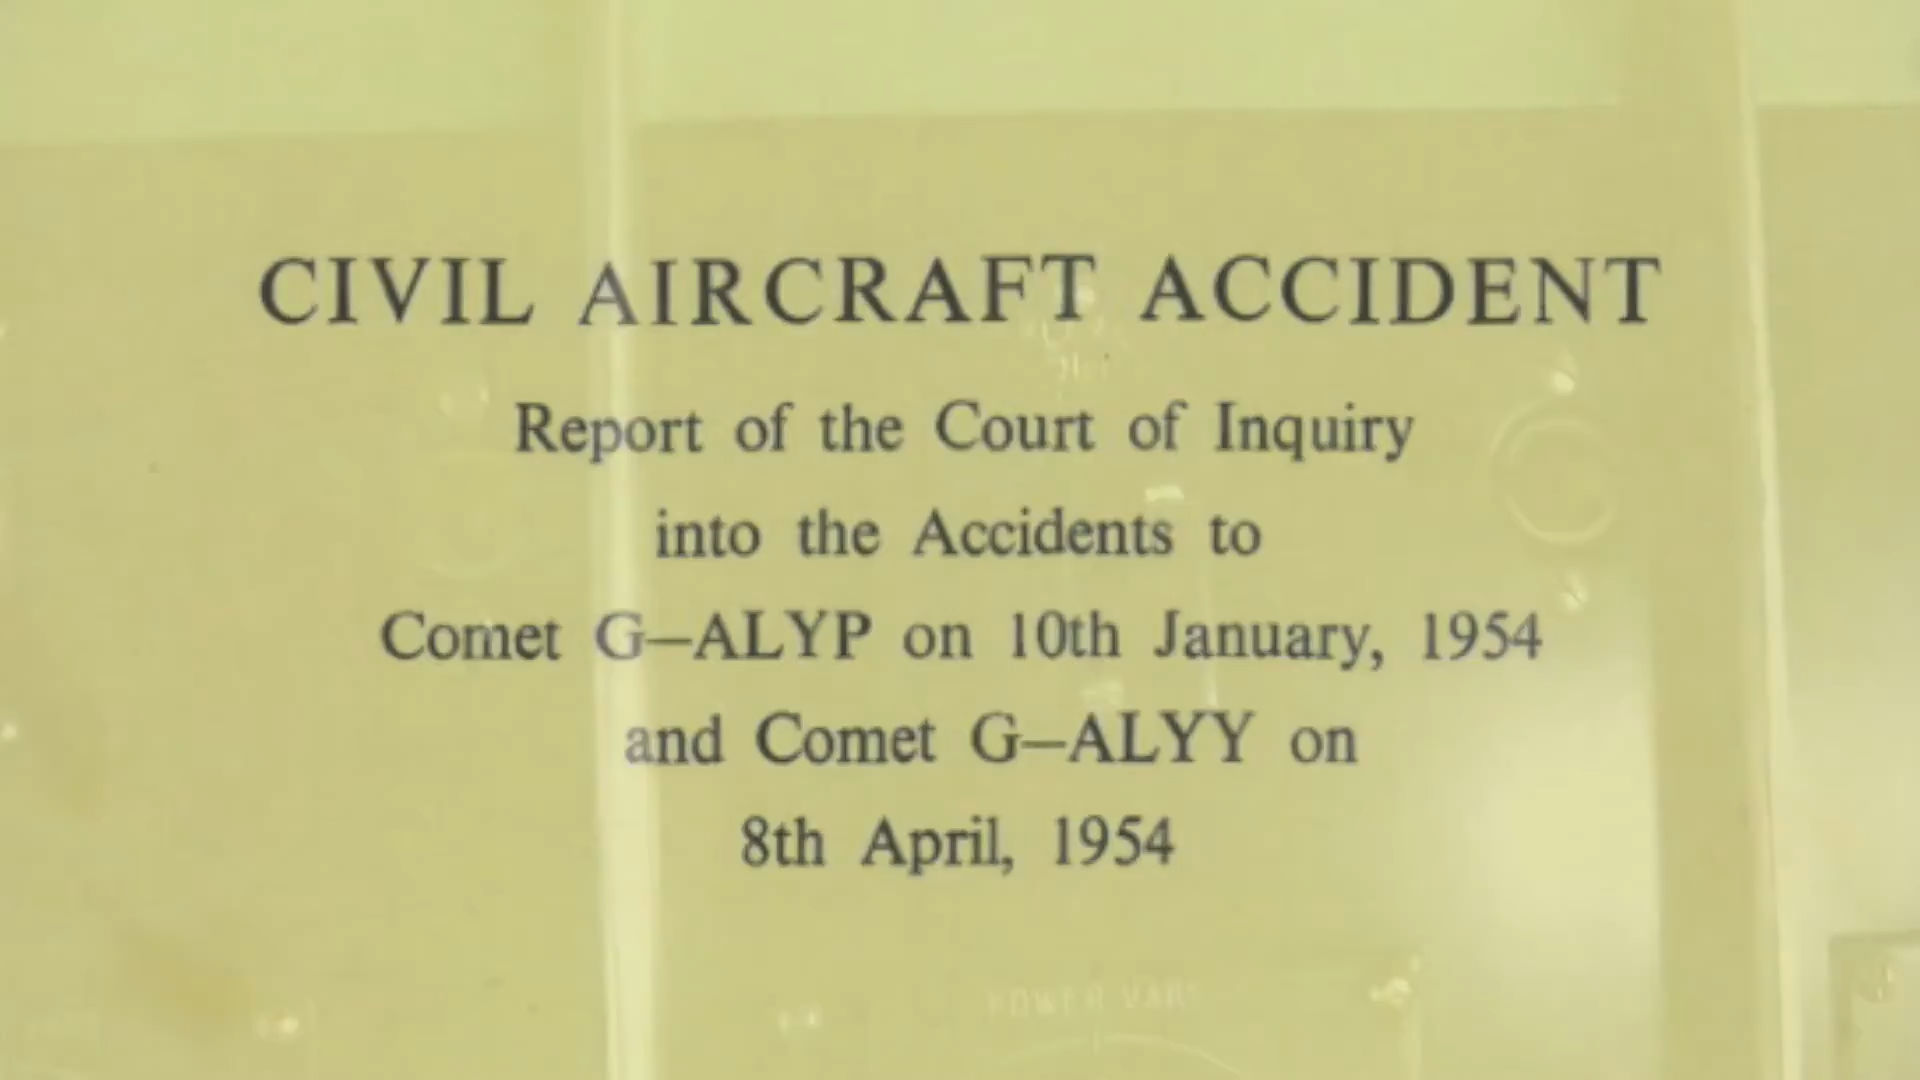 CIVIL AIRCRAFT ACCIDENT
Report of the Court of Inquiry
into the Accidents to
Comet G—ALYP on 10th January, 1954
and Comet G—ALYY on
8th April, 1954
POWER